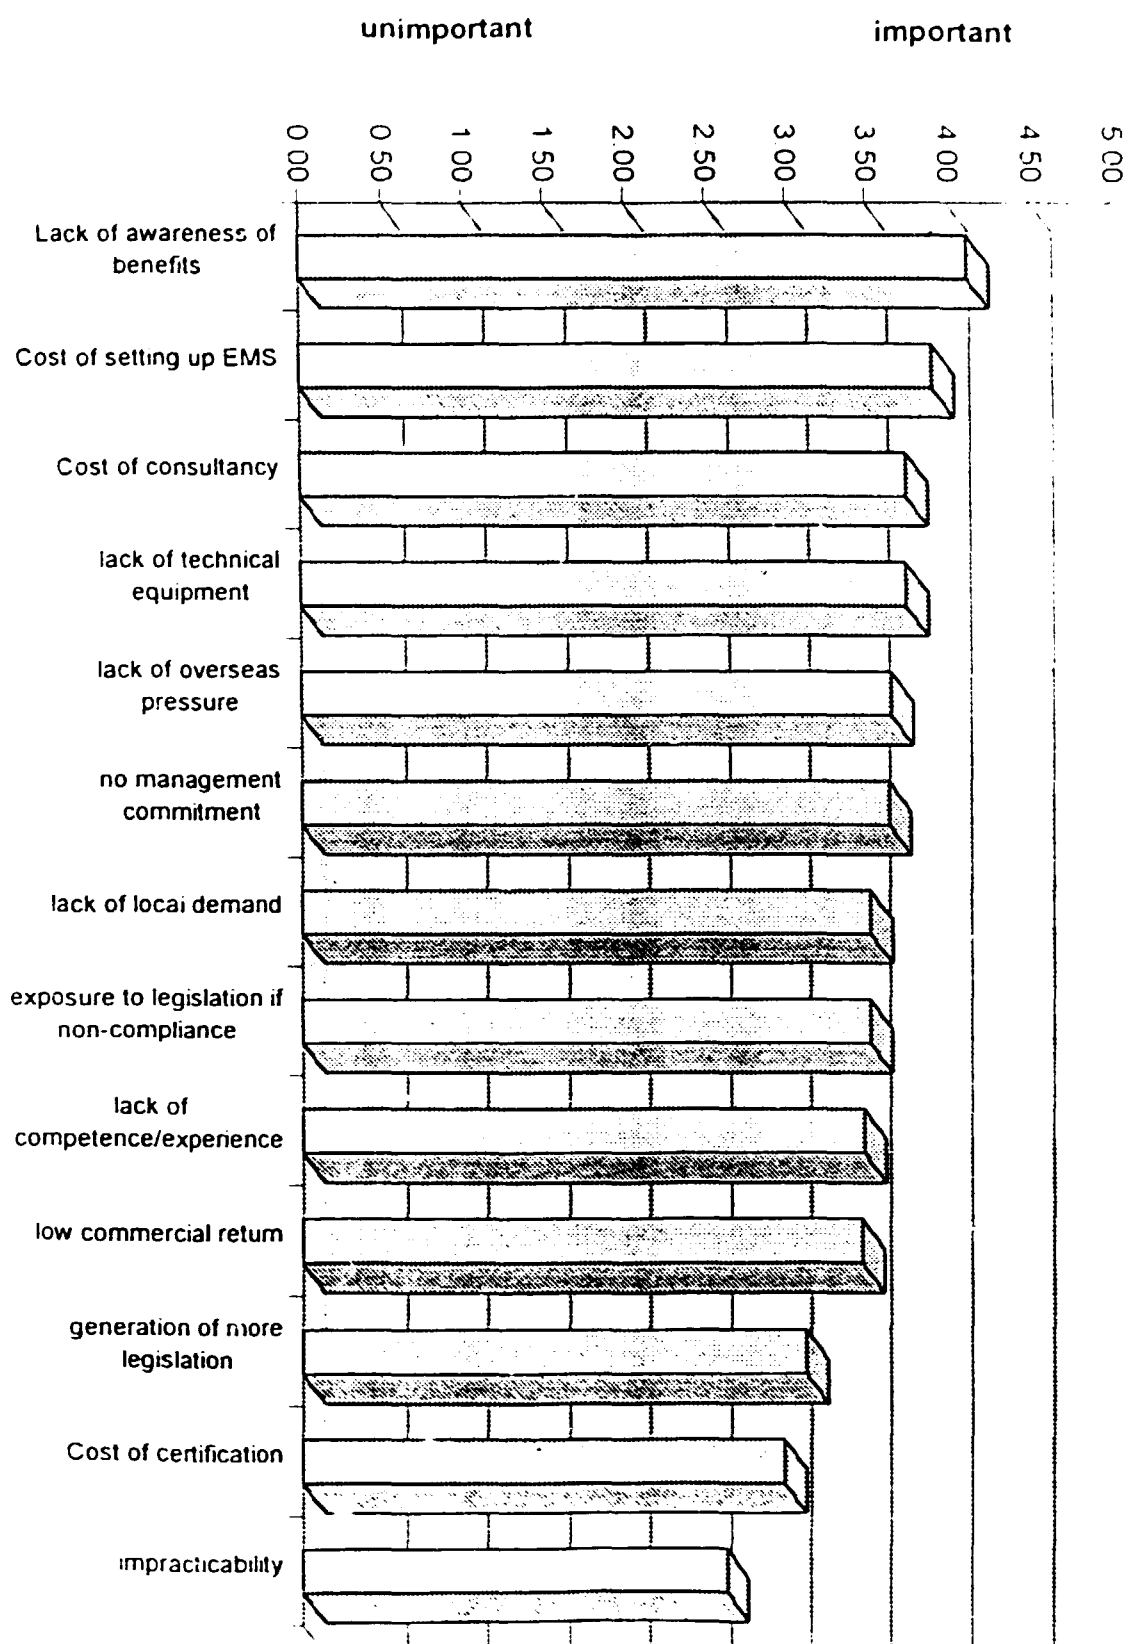 unimportant
important
0.00
0.50
1.00
1.50
2.00
2.50
3.00
3.50
4.00
4.50
5.00
Lack of awareness of
benefits
Cost of setting up EMS
Cost of consultancy
lack of technical
equipment
lack of overseas
pressure
no management
commitment
lack of local demand
exposure to legislation if
non-compliance
lack of
competence/experience
low commercial return
generation of more
legislation
Cost of certification
impracticability